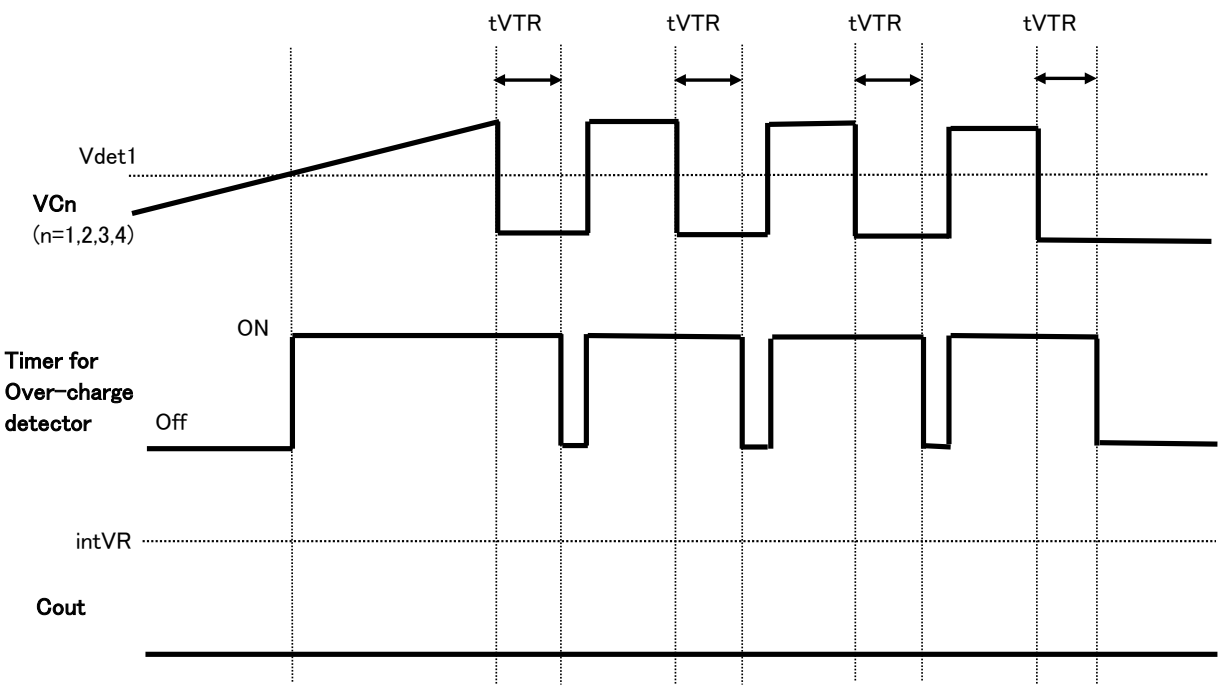 tVTR tVTR tVTR tVTR
Vdet1
VCn
(n=1,2,3,4)
ON
Timer for
Over-charge
detector
Off
intVR
Cout